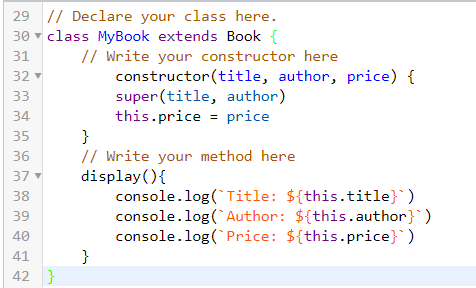 29 // Declare your class here.
30 class MyBook extends Book {
31     // Write your constructor here
32         constructor(title, author, price) {
33         super(title, author)
34         this.price = price
35     }
36     // Write your method here
37     display(){
38         console.log(`Title: ${this.title}`)
39         console.log(`Author: ${this.author}`)
40         console.log(`Price: ${this.price}`)
41     }
42 }